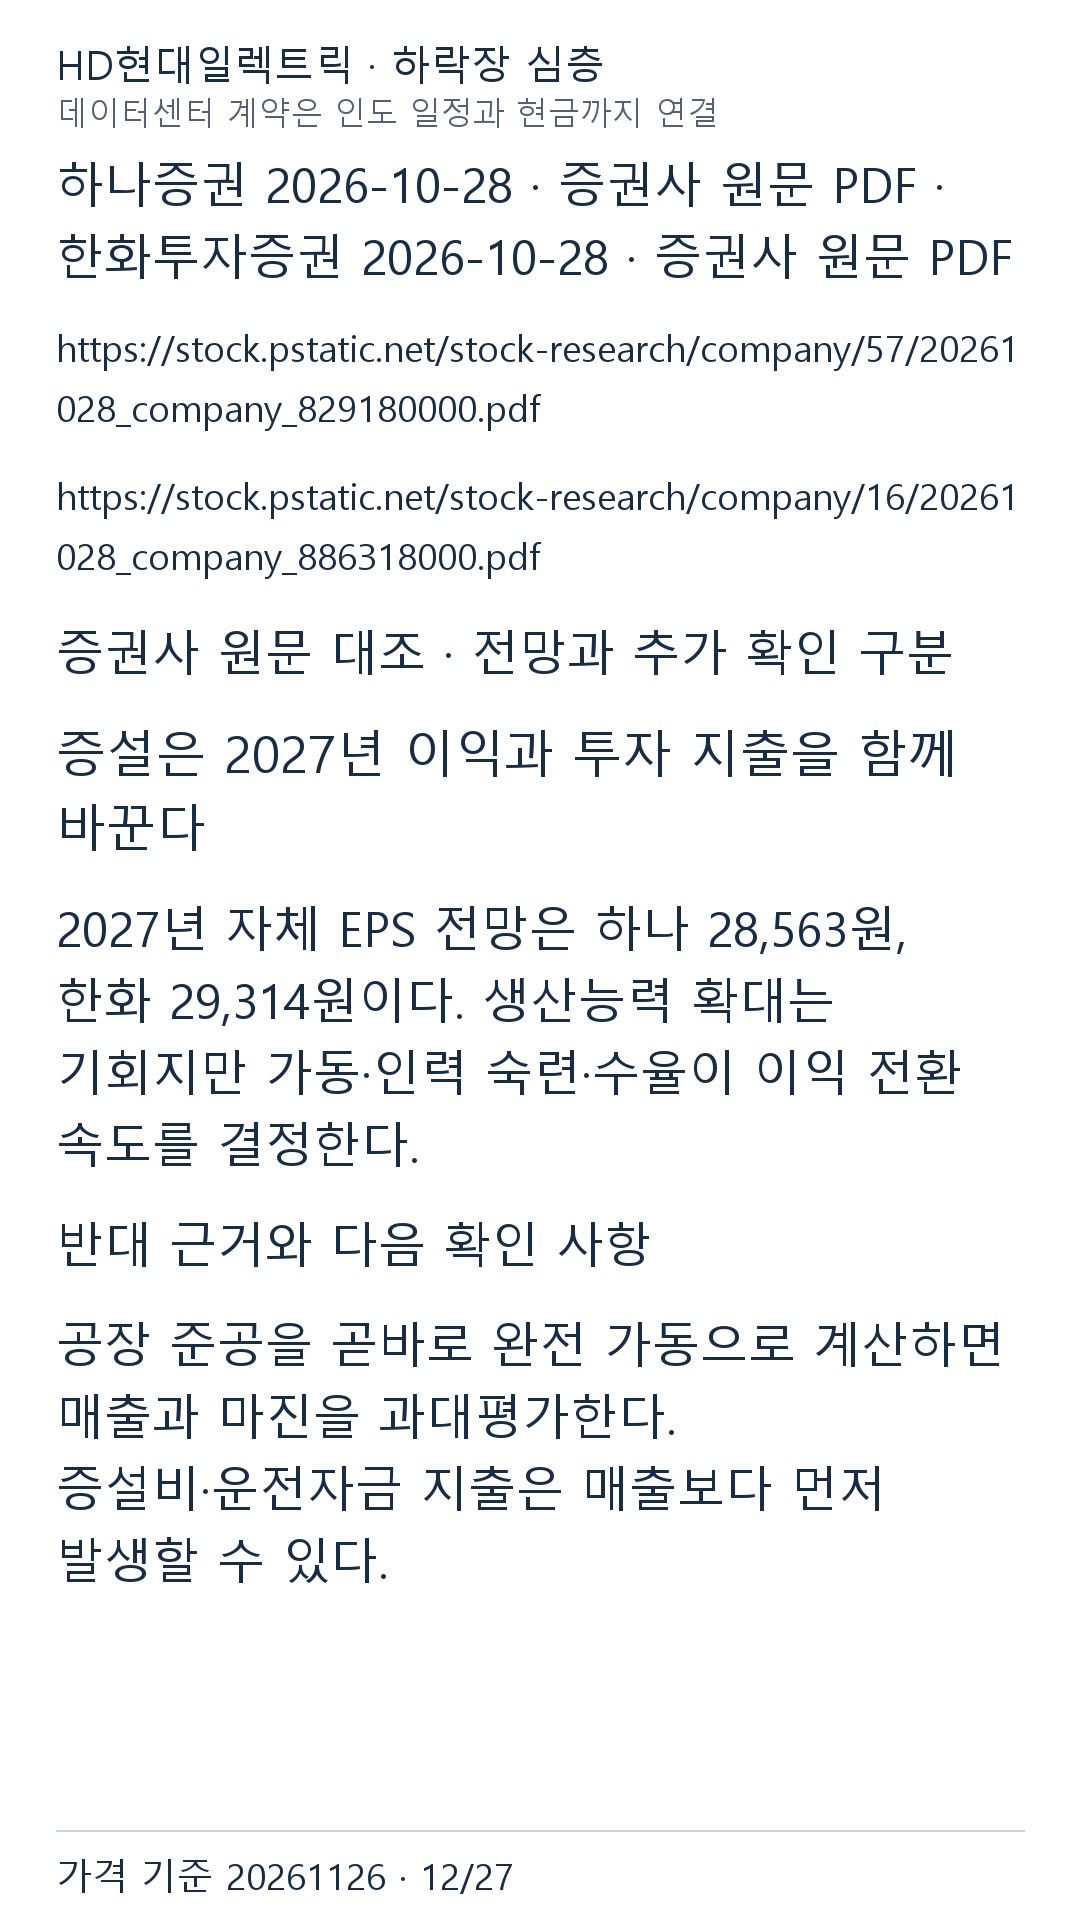 HD현대일렉트릭 · 하락장 심층
데이터센터 계약은 인도 일정과 현금까지 연결
하나증권 2026-10-28 · 증권사 원문 PDF ·
한화투자증권 2026-10-28 · 증권사 원문 PDF
https://stock.pstatic.net/stock-research/company/57/20261
028_company_829180000.pdf
https://stock.pstatic.net/stock-research/company/16/20261
028_company_886318000.pdf
증권사 원문 대조 · 전망과 추가 확인 구분
증설은 2027년 이익과 투자 지출을 함께
바꾼다
2027년 자체 EPS 전망은 하나 28,563원,
한화 29,314원이다. 생산능력 확대는
기회지만 가동·인력 숙련·수율이 이익 전환
속도를 결정한다.
반대 근거와 다음 확인 사항
공장 준공을 곧바로 완전 가동으로 계산하면
매출과 마진을 과대평가한다.
증설비·운전자금 지출은 매출보다 먼저
발생할 수 있다.
가격 기준 20261126 · 12/27